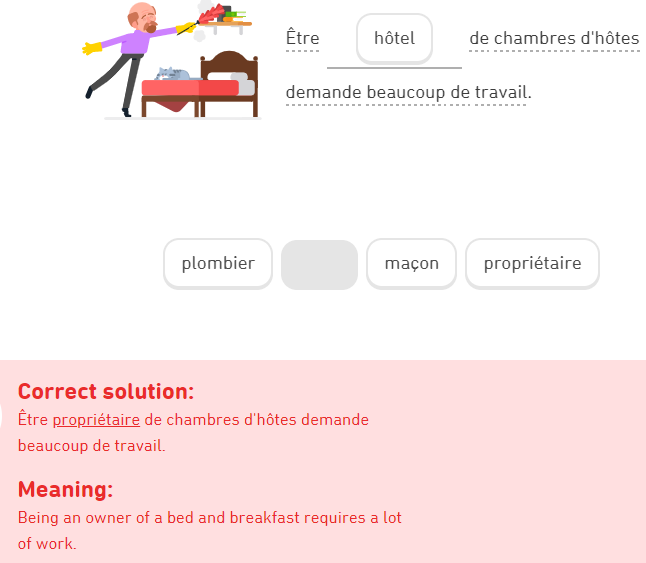 Être hôtel de chambres d'hôtes
demande beaucoup de travail.
plombier maçon propriétaire
Correct solution:
Être propriétaire de chambres d'hôtes demande
beaucoup de travail.
Meaning:
Being an owner of a bed and breakfast requires a lot
of work.